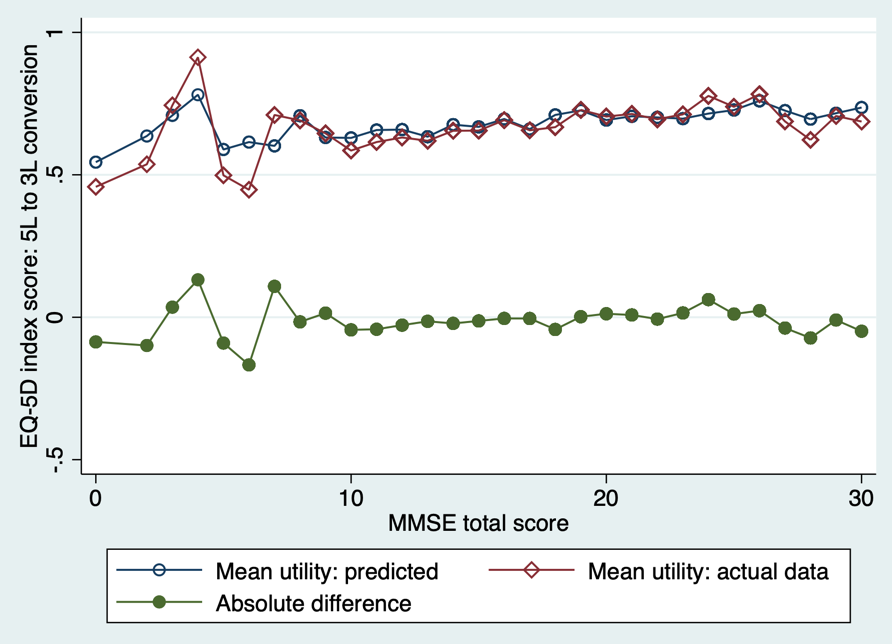 EQ-5D index score: 5L to 3L conversion
1
.5
0
-.5
0 10 20 30
MMSE total score
Mean utility: predicted Mean utility: actual data
Absolute difference